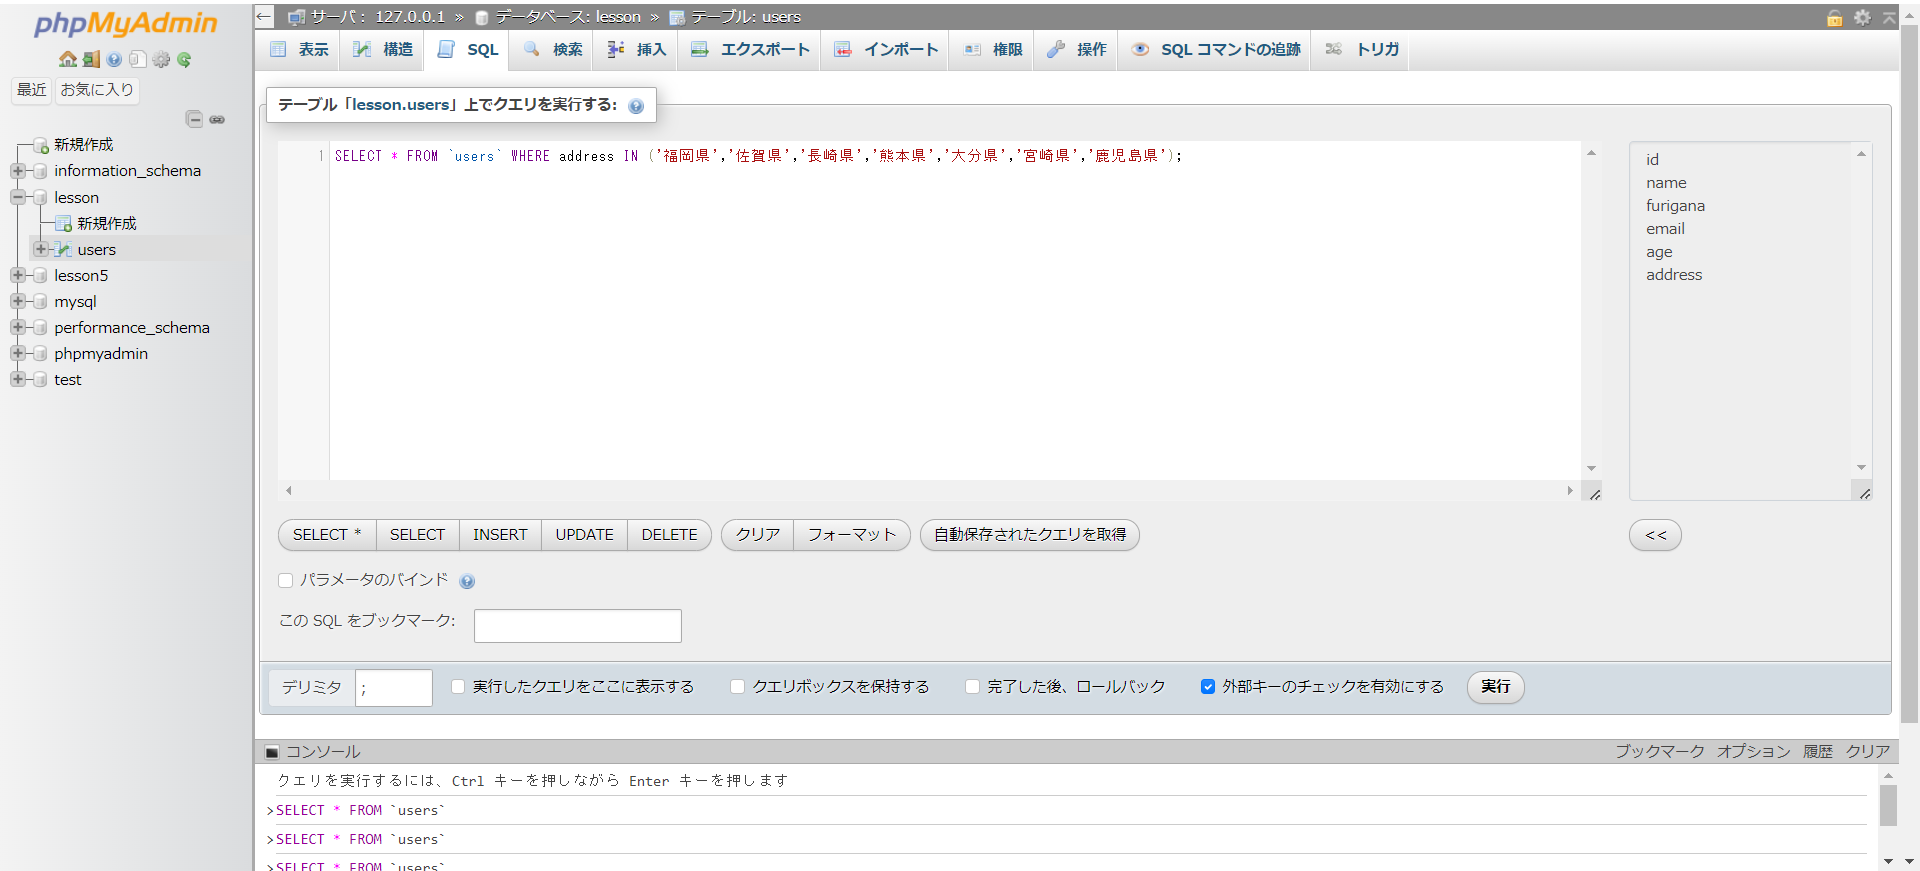 phpMyAdmin
最近 お気に入り
新規作成
information_schema
lesson
新規作成
users
lesson5
mysql
performance_schema
phpmyadmin
test
サーバ: 127.0.0.1 » データベース: lesson » テーブル: users
表示 構造 SQL 検索 挿入 エクスポート インポート 権限 操作 SQL コマンドの追跡 トリガ
テーブル「lesson.users」上でクエリを実行する:
1 SELECT * FROM `users` WHERE address IN ('福岡県','佐賀県','長崎県','熊本県','大分県','宮崎県','鹿児島県');
id
name
furigana
email
age
address
SELECT * SELECT INSERT UPDATE DELETE クリア フォーマット 自動保存されたクエリを取得 <<
パラメータのバインド
この SQL をブックマーク:
デリミタ ; 実行したクエリをここに表示する クエリボックスを保持する 完了した後、ロールバック 外部キーのチェックを有効にする 実行
コンソール ブックマーク オプション 履歴 クリア
クエリを実行するには、Ctrl キーを押しながら Enter キーを押します
>SELECT * FROM `users`
>SELECT * FROM `users`
>SELECT * FROM `users`